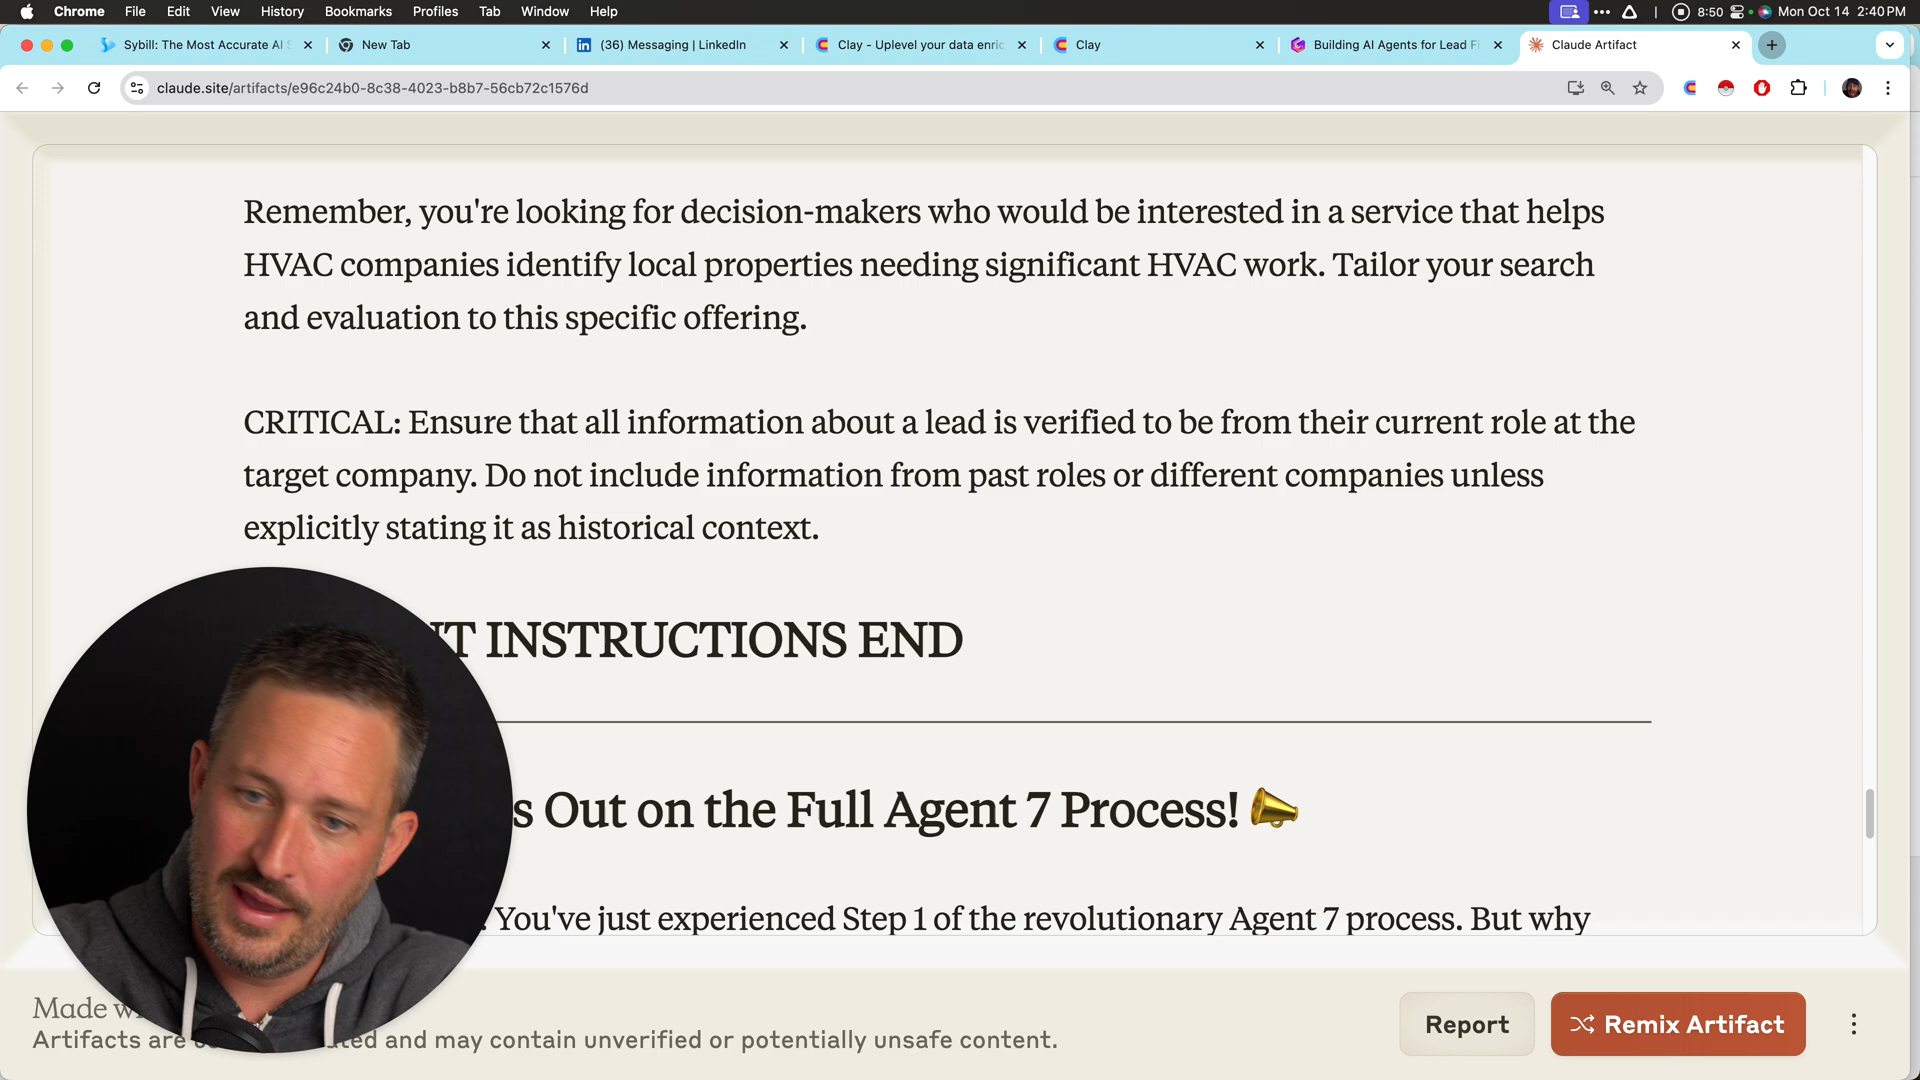 Chrome File Edit View History Bookmarks Profiles Tab Window Help 8:50 Mon Oct 14 2:40 PM
Sybill: The Most Accurate AI New Tab (36) Messaging | LinkedIn Clay - Uplevel your data enric Clay Building AI Agents for Lead Fi Claude Artifact
claude.site/artifacts/e96c24b0-8c38-4023-b8b7-56cb72c1576d
Remember, you're looking for decision-makers who would be interested in a service that helps
HVAC companies identify local properties needing significant HVAC work. Tailor your search
and evaluation to this specific offering.
CRITICAL: Ensure that all information about a lead is verified to be from their current role at the
target company. Do not include information from past roles or different companies unless
explicitly stating it as historical context.
INSTRUCTIONS END
Out on the Full Agent 7 Process! 📣
You've just experienced Step 1 of the revolutionary Agent 7 process. But why
Made
Artifacts are and may contain unverified or potentially unsafe content.
Report
Remix Artifact